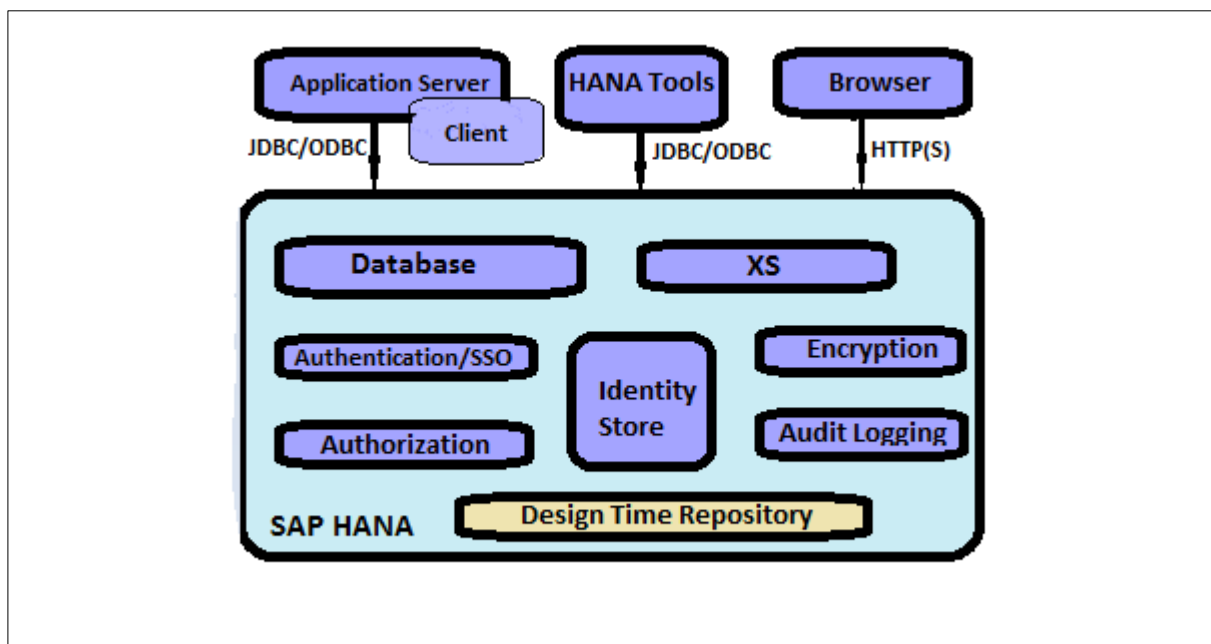 Application Server
HANA Tools
Browser
Client
JDBC/ODBC
JDBC/ODBC
HTTP(S)
Database
XS
Authentication/SSO
Identity
Store
Encryption
Authorization
Audit Logging
SAP HANA
Design Time Repository